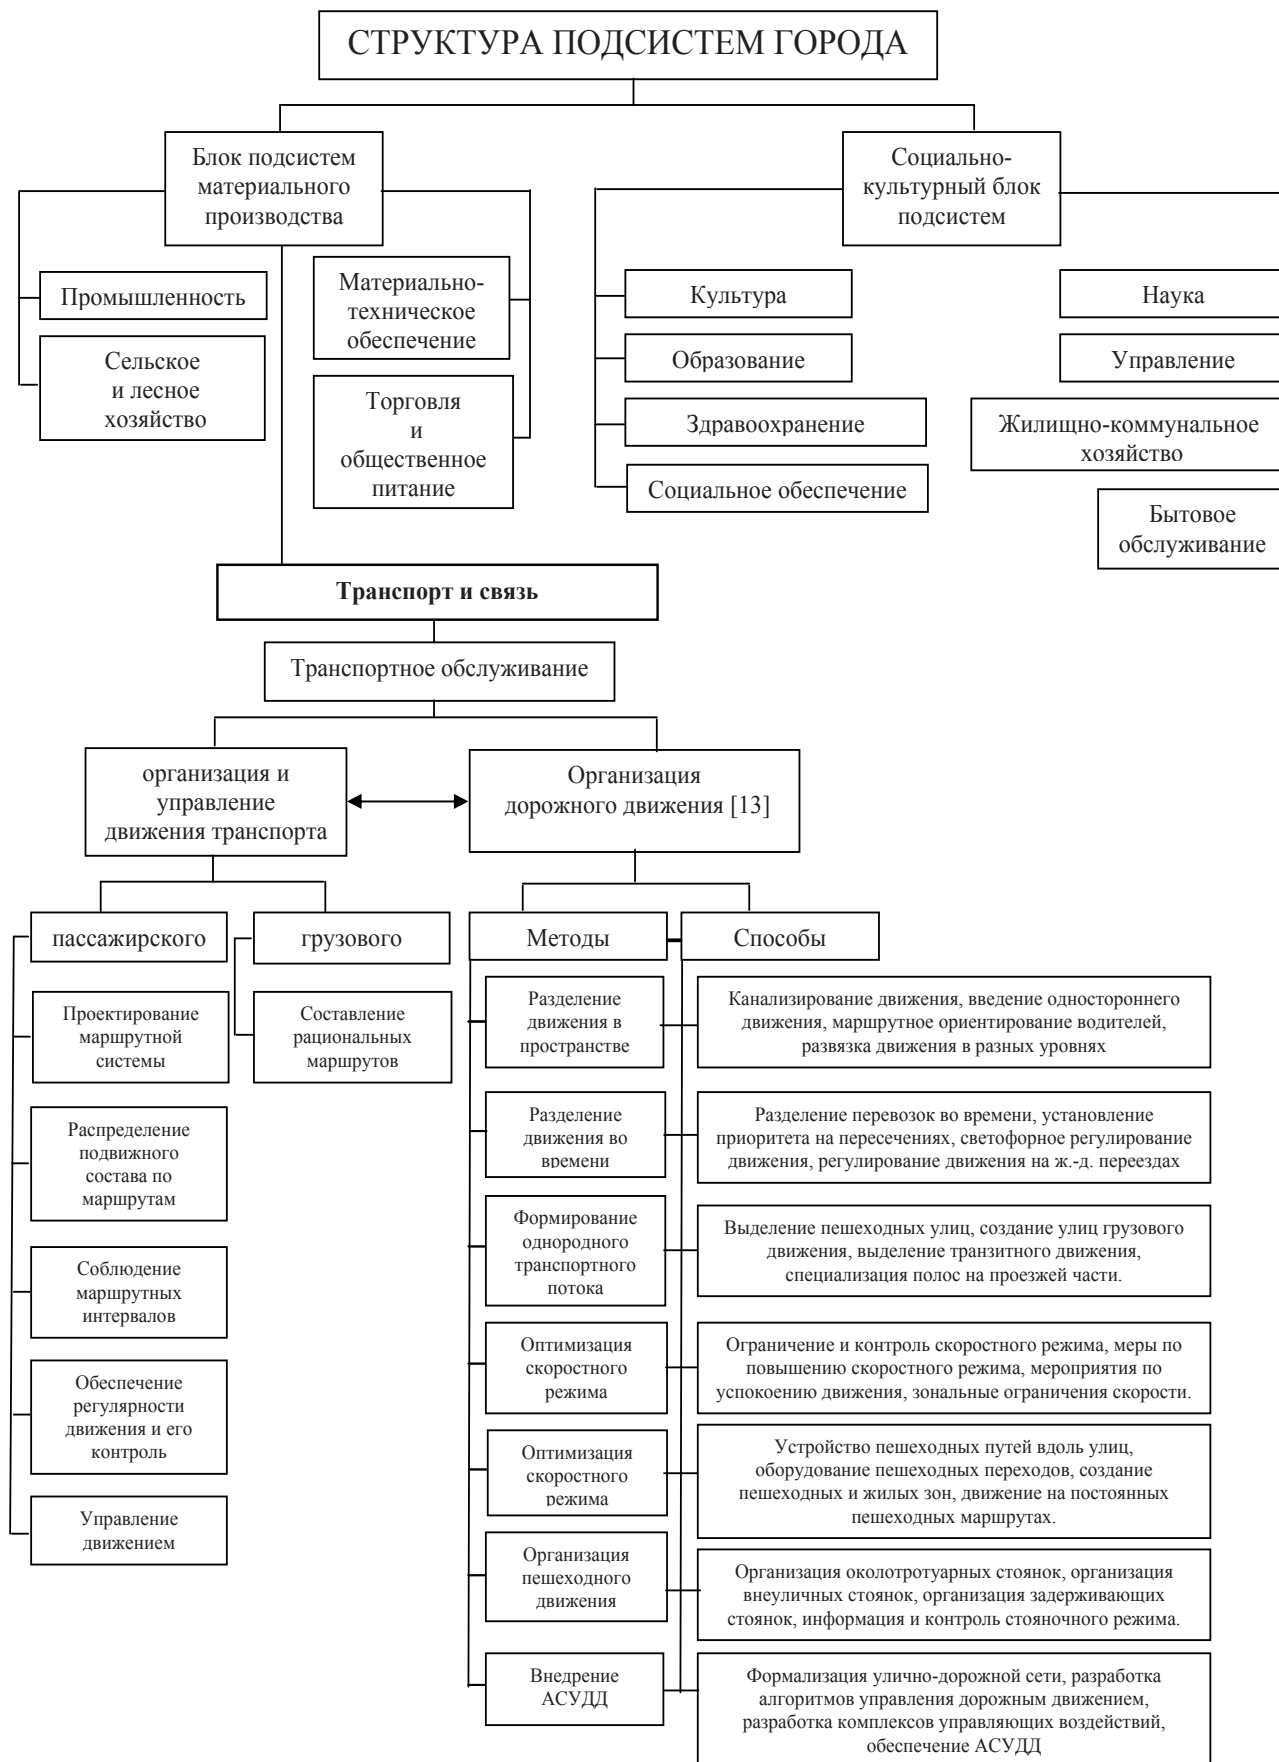 СТРУКТУРА ПОДСИСТЕМ ГОРОДА
Блок подсистем
материального
производства
Социально-
культурный блок
подсистем
Промышленность
Сельское
и лесное
хозяйство
Материально-
техническое
обеспечение
Торговля
и
общественное
питание
Культура
Образование
Здравоохранение
Социальное обеспечение
Наука
Управление
Жилищно-коммунальное
хозяйство
Бытовое
обслуживание
Транспорт и связь
Транспортное обслуживание
организация и
управление
движения транспорта
Организация
дорожного движения [13]
пассажирского
грузового
Методы
Способы
Проектирование
маршрутной
системы
Распределение
подвижного
состава по
маршрутам
Соблюдение
маршрутных
интервалов
Обеспечение
регулярности
движения и его
контроль
Управление
движением
Составление
рациональных
маршрутов
Разделение
движения в
пространстве
Канализирование движения, введение одностороннего
движения, маршрутное ориентирование водителей,
развязка движения в разных уровнях
Разделение
движения во
времени
Разделение перевозок во времени, установление
приоритета на пересечениях, светофорное регулирование
движения, регулирование движения на ж.-д. переездах
Формирование
однородного
транспортного
потока
Выделение пешеходных улиц, создание улиц грузового
движения, выделение транзитного движения,
специализация полос на проезжей части.
Оптимизация
скоростного
режима
Ограничение и контроль скоростного режима, меры по
повышению скоростного режима, мероприятия по
успокоению движения, зональные ограничения скорости.
Оптимизация
скоростного
режима
Устройство пешеходных путей вдоль улиц,
оборудование пешеходных переходов, создание
пешеходных и жилых зон, движение на постоянных
пешеходных маршрутах.
Организация
пешеходного
движения
Организация околотротуарных стоянок, организация
внеуличных стоянок, организация задерживающих
стоянок, информация и контроль стояночного режима.
Внедрение
АСУДД
Формализация улично-дорожной сети, разработка
алгоритмов управления дорожным движением,
разработка комплексов управляющих воздействий,
обеспечение АСУДД